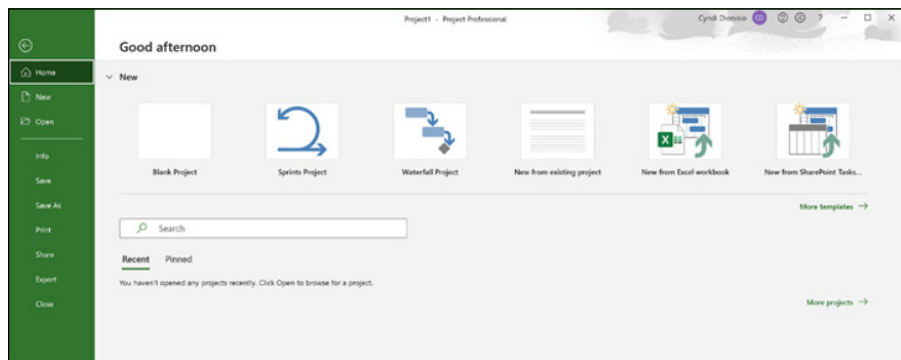 Project1 - Project Professional
Cyndi Dionisio CD ?
Good afternoon
Home
New
Open
Info
Save
Save As
Print
Share
Export
Close
New
Blank Project
Sprints Project
Waterfall Project
New from existing project
New from Excel workbook
New from SharePoint Tasks...
More templates
Search
Recent Pinned
You haven't opened any projects recently. Click Open to browse for a project.
More projects